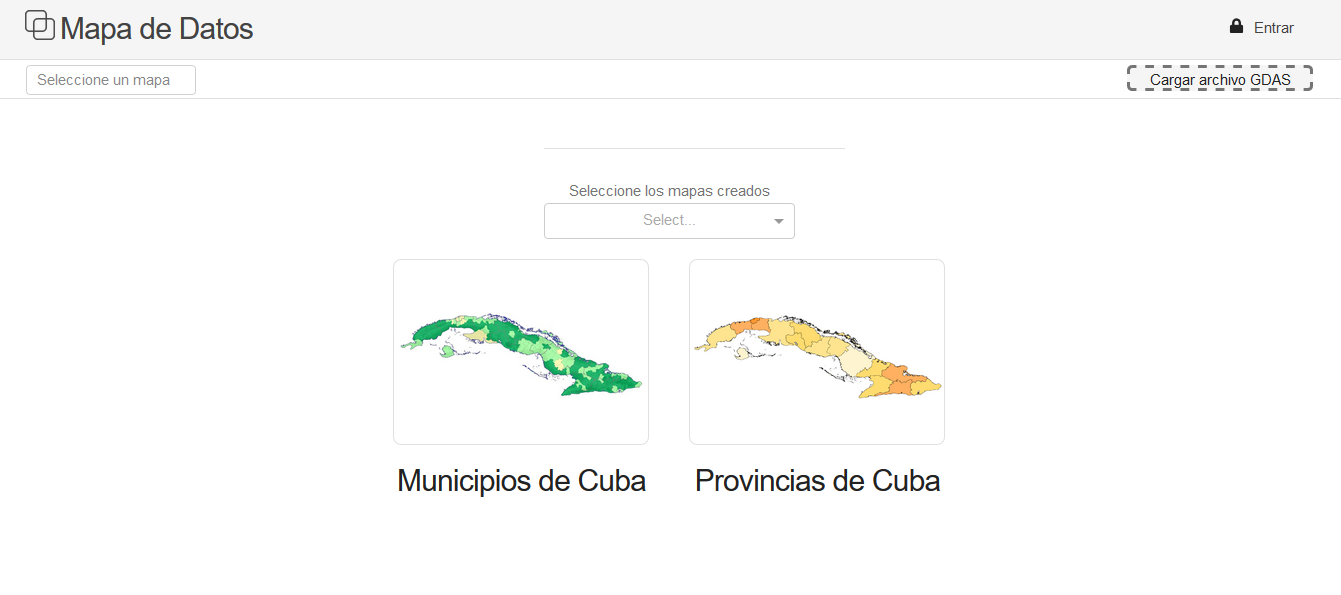 Mapa de Datos
Entrar
Seleccione un mapa
Cargar archivo GDAS
Seleccione los mapas creados
Select...
Municipios de Cuba
Provincias de Cuba